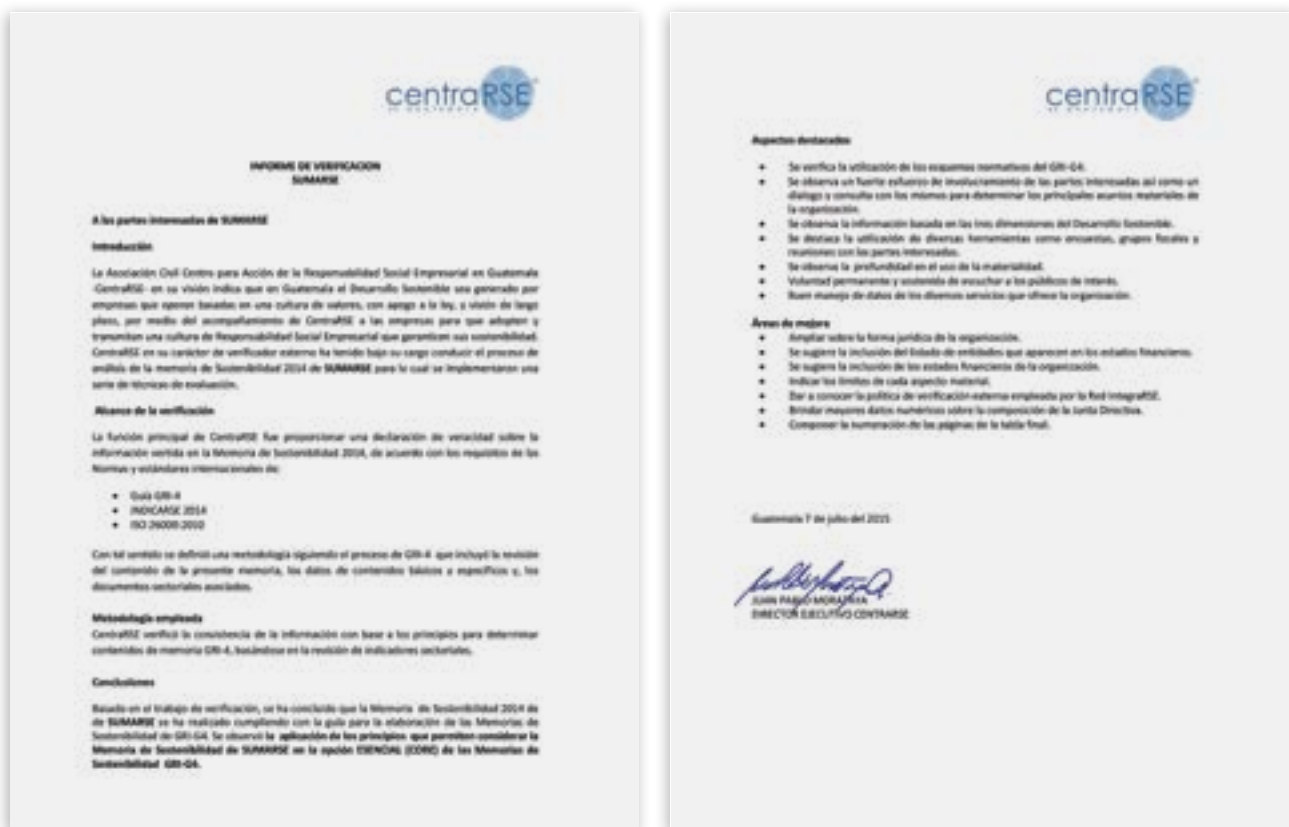 centraRSE
DE GUATEMALA
INFORME DE VERIFICACION
SUMARSE
A las partes interesadas de SUMARSE
Introducción
La Asociación Civil Centro para Acción de la Responsabilidad Social Empresarial en Guatemala
-CentraRSE- en su visión indica que en Guatemala el Desarrollo Sostenible sea generado por
empresas que operen basadas en una cultura de valores, con apego a la ley, y visión de largo
plazo, por medio del acompañamiento de CentraRSE a las empresas para que adopten y
transmitan una cultura de Responsabilidad Social Empresarial que garanticen sus sostenibilidad.
CentraRSE en su carácter de verificador externo ha tenido bajo su cargo conducir el proceso de
análisis de la memoria de Sostenibilidad 2014 de SUMARSE para lo cual se implementaron una
serie de técnicas de evaluación.
Alcance de la verificación
La función principal de CentraRSE fue proporcionar una declaración de veracidad sobre la
información vertida en la Memoria de Sostenibilidad 2014, de acuerdo con los requisitos de las
Normas y estándares internacionales de:
• Guía GRI-4
• INDICARSE 2014
• ISO 26000:2010
Con tal sentido se definió una metodología siguiendo el proceso de GRI-4 que incluyó la revisión
del contenido de la presente memoria, los datos de contenidos básicos y específicos y, los
documentos sectoriales asociados.
Metodología empleada
CentraRSE verificó la consistencia de la información con base a los principios para determinar
contenidos de memoria GRI-4, basándose en la revisión de indicadores sectoriales.
Conclusiones
Basado en el trabajo de verificación, se ha concluido que la Memoria de Sostenibilidad 2014 de
de SUMARSE se ha realizado cumpliendo con la guía para la elaboración de las Memorias de
Sostenibilidad de GRI-G4. Se observó la aplicación de los principios que permiten considerar la
Memoria de Sostenibilidad de SUMARSE en la opción ESENCIAL (CORE) de las Memorias de
Sostenibilidad GRI-G4.
centraRSE
DE GUATEMALA
Aspectos destacados
• Se verifica la utilización de los esquemas normativos del GRI-G4.
• Se observa un fuerte esfuerzo de involucramiento de las partes interesadas así como un
dialogo y consulta con los mismos para determinar los principales asuntos materiales de
la organización.
• Se observa la información basada en las tres dimensiones del Desarrollo Sostenible.
• Se destaca la utilización de diversas herramientas como encuestas, grupos focales y
reuniones con las partes interesadas.
• Se observa la profundidad en el uso de la materialidad.
• Voluntad permanente y sostenida de escuchar a los públicos de interés.
• Buen manejo de datos de los diversos servicios que ofrece la organización.
Áreas de mejora
• Ampliar sobre la forma jurídica de la organización.
• Se sugiere la inclusión del listado de entidades que aparecen en los estados financieros.
• Se sugiere la inclusión de los estados financieros de la organización.
• Indicar los límites de cada aspecto material.
• Dar a conocer la política de verificación externa empleada por la Red IntegraRSE.
• Brindar mayores datos numéricos sobre la composición de la Junta Directiva.
• Componer la numeración de las páginas de la tabla final.
Guatemala 7 de julio del 2015
JUAN PABLO MORATAYA
DIRECTOR EJECUTIVO CENTRARSE